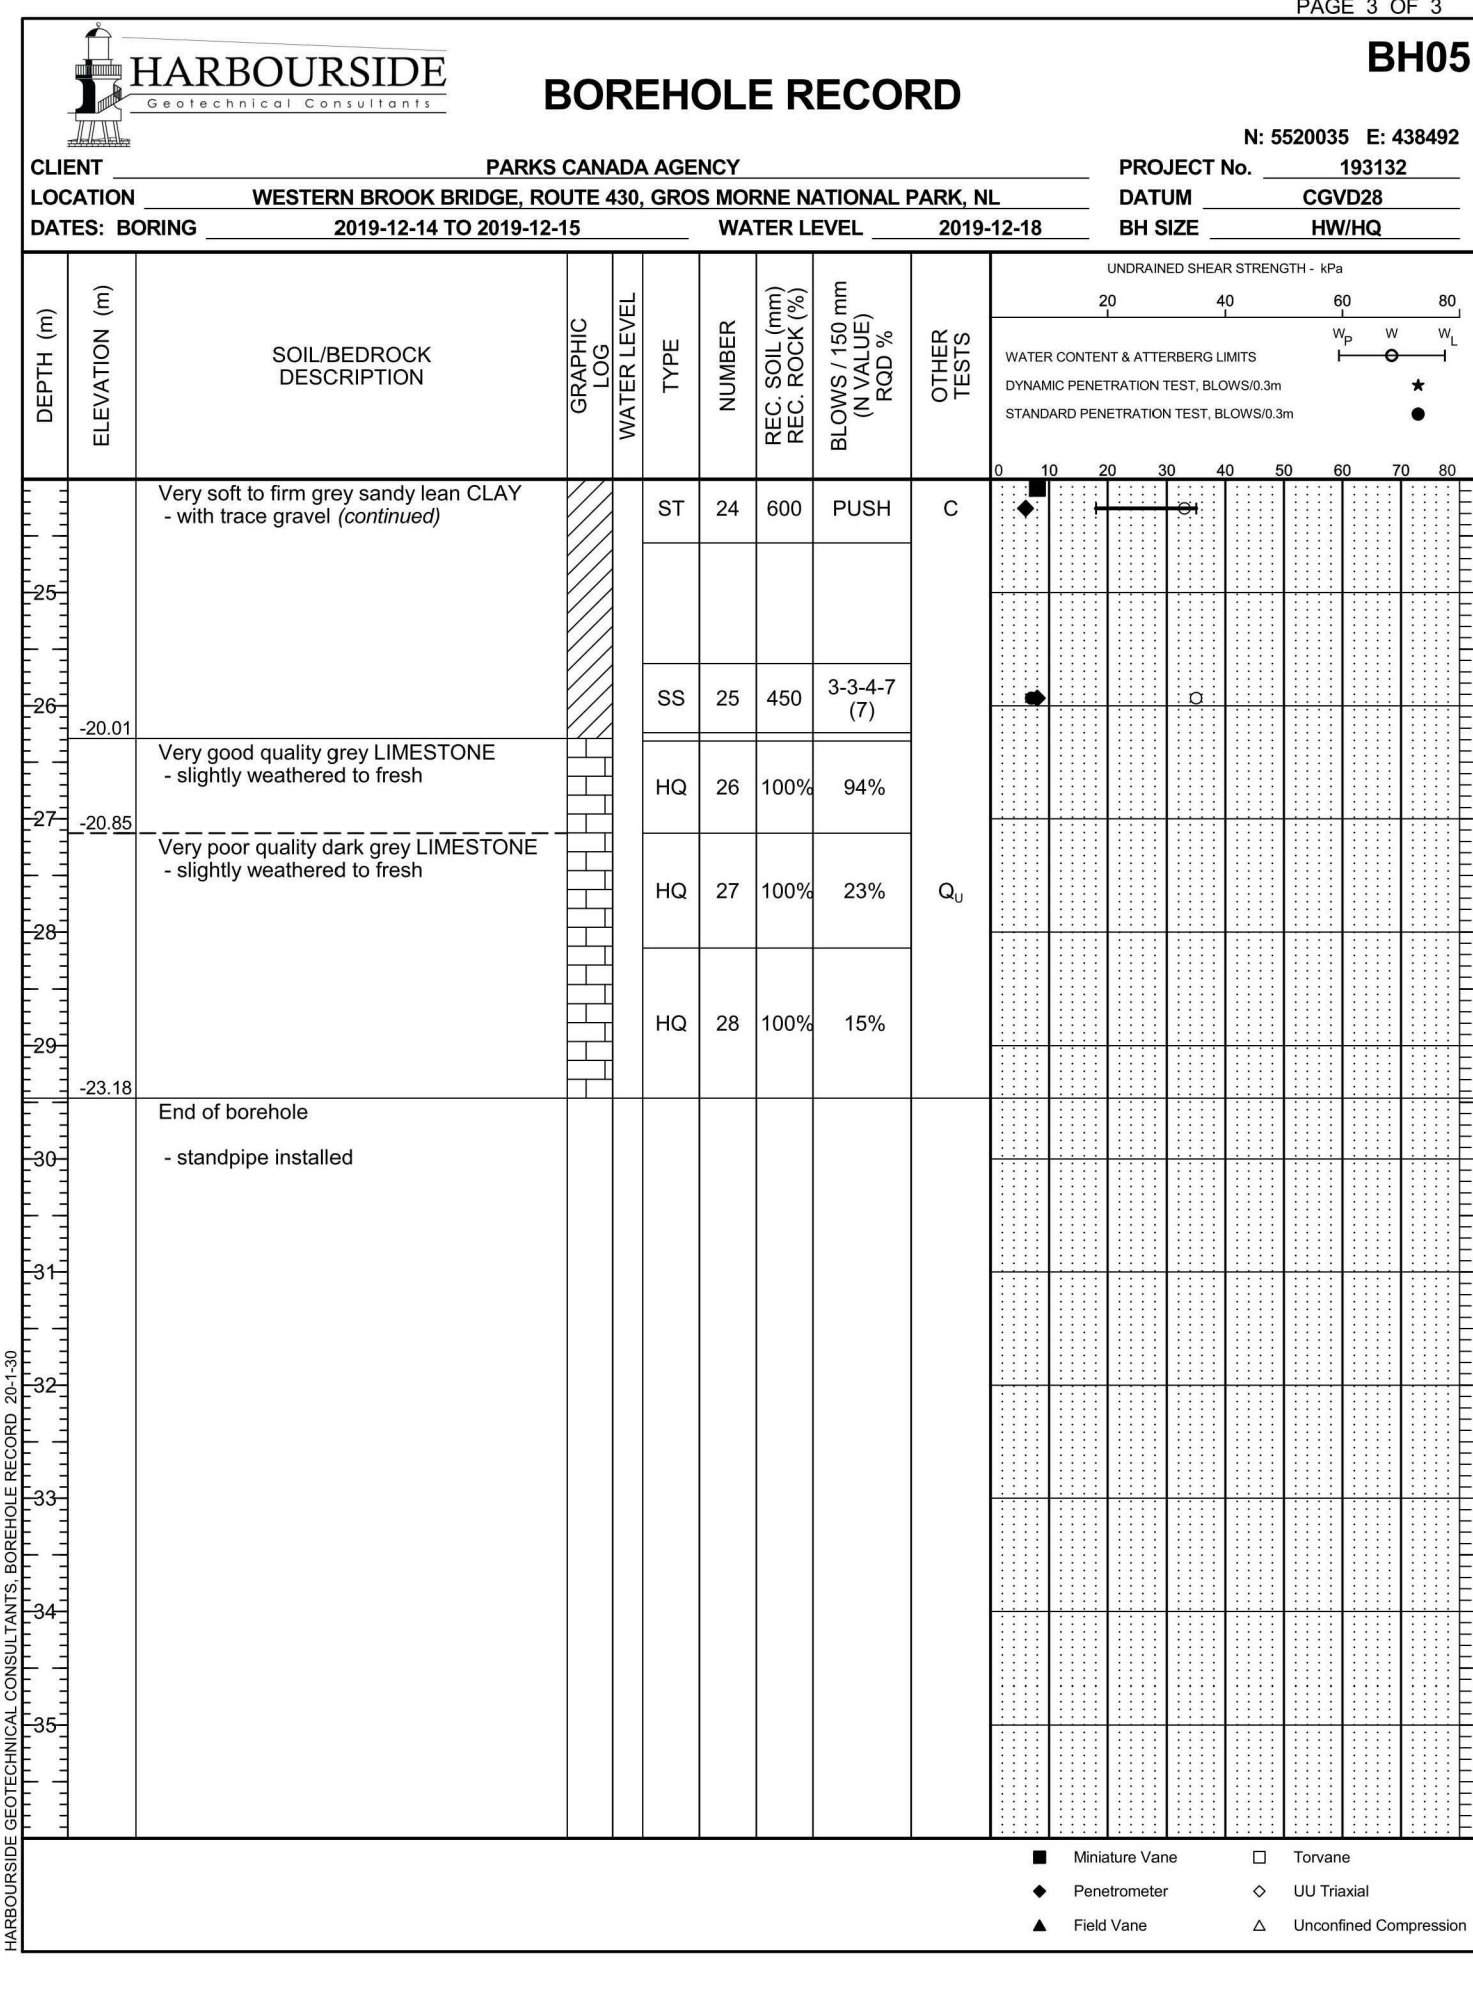 PAGE 3 OF 3
HARBOURSIDE
Geotechnical Consultants
BOREHOLE RECORD
BH05
N: 5520035 E: 438492
CLIENT PARKS CANADA AGENCY PROJECT No. 193132
LOCATION WESTERN BROOK BRIDGE, ROUTE 430, GROS MORNE NATIONAL PARK, NL DATUM CGVD28
DATES: BORING 2019-12-14 TO 2019-12-15 WATER LEVEL 2019-12-18 BH SIZE HW/HQ
DEPTH (m)
ELEVATION (m)
SOIL/BEDROCK
DESCRIPTION
GRAPHIC
LOG
WATER LEVEL
TYPE
NUMBER
REC. SOIL (mm)
REC. ROCK (%)
BLOWS / 150 mm
(N VALUE)
RQD %
OTHER
TESTS
UNDRAINED SHEAR STRENGTH - kPa
20 40 60 80
WP W WL
WATER CONTENT & ATTERBERG LIMITS
DYNAMIC PENETRATION TEST, BLOWS/0.3m ★
STANDARD PENETRATION TEST, BLOWS/0.3m ●
0 10 20 30 40 50 60 70 80
Very soft to firm grey sandy lean CLAY
- with trace gravel (continued)
ST 24 600 PUSH C
25
SS 25 450 3-3-4-7
(7)
26
-20.01
Very good quality grey LIMESTONE
- slightly weathered to fresh
HQ 26 100% 94%
27
-20.85
Very poor quality dark grey LIMESTONE
- slightly weathered to fresh
HQ 27 100% 23% QU
28
HQ 28 100% 15%
29
-23.18
End of borehole
- standpipe installed
30
31
32
33
34
35
■ Miniature Vane □ Torvane
◆ Penetrometer ◇ UU Triaxial
▲ Field Vane △ Unconfined Compression
HARBOURSIDE GEOTECHNICAL CONSULTANTS, BOREHOLE RECORD 20-1-30